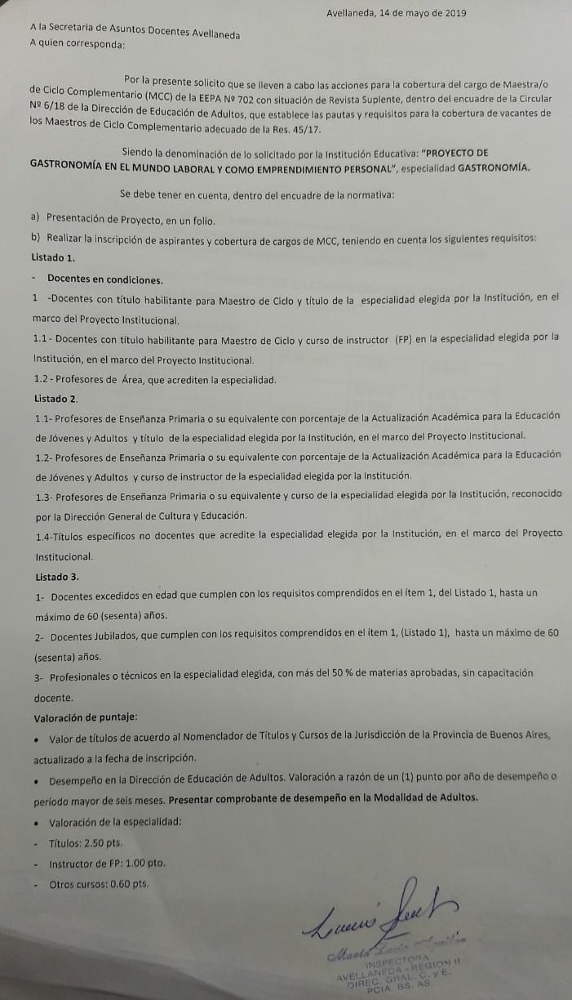 Avellaneda, 14 de mayo de 2019
A la Secretaria de Asuntos Docentes Avellaneda
A quien corresponda:
Por la presente solicito que se lleven a cabo las acciones para la cobertura del cargo de Maestra/o
de Ciclo Complementario (MCC) de la EEPA Nº 702 con situación de Revista Suplente, dentro del encuadre de la Circular
Nº 6/18 de la Dirección de Educación de Adultos, que establece las pautas y requisitos para la cobertura de vacantes de
los Maestros de Ciclo Complementario adecuado de la Res. 45/17.
Siendo la denominación de lo solicitado por la Institución Educativa: "PROYECTO DE
GASTRONOMÍA EN EL MUNDO LABORAL Y COMO EMPRENDIMIENTO PERSONAL", especialidad GASTRONOMÍA.
Se debe tener en cuenta, dentro del encuadre de la normativa:
a) Presentación de Proyecto, en un folio.
b) Realizar la inscripción de aspirantes y cobertura de cargos de MCC, teniendo en cuenta los siguientes requisitos:
Listado 1.
- Docentes en condiciones.
1 -Docentes con título habilitante para Maestro de Ciclo y título de la especialidad elegida por la Institución, en el
marco del Proyecto Institucional.
1.1- Docentes con título habilitante para Maestro de Ciclo y curso de instructor (FP) en la especialidad elegida por la
Institución, en el marco del Proyecto Institucional.
1.2 - Profesores de Área, que acrediten la especialidad.
Listado 2.
1.1- Profesores de Enseñanza Primaria o su equivalente con porcentaje de la Actualización Académica para la Educación
de Jóvenes y Adultos y título de la especialidad elegida por la Institución, en el marco del Proyecto Institucional.
1.2- Profesores de Enseñanza Primaria o su equivalente con porcentaje de la Actualización Académica para la Educación
de Jóvenes y Adultos y curso de instructor de la especialidad elegida por la Institución.
1.3- Profesores de Enseñanza Primaria o su equivalente y curso de la especialidad elegida por la Institución, reconocido
por la Dirección General de Cultura y Educación.
1.4-Títulos específicos no docentes que acredite la especialidad elegida por la Institución, en el marco del Proyecto
Institucional.
Listado 3.
1- Docentes excedidos en edad que cumplen con los requisitos comprendidos en el ítem 1, del Listado 1, hasta un
máximo de 60 (sesenta) años.
2- Docentes Jubilados, que cumplen con los requisitos comprendidos en el ítem 1, (Listado 1), hasta un máximo de 60
(sesenta) años.
3- Profesionales o técnicos en la especialidad elegida, con más del 50 % de materias aprobadas, sin capacitación
docente.
Valoración de puntaje:
• Valor de títulos de acuerdo al Nomenclador de Títulos y Cursos de la Jurisdicción de la Provincia de Buenos Aires,
actualizado a la fecha de inscripción.
• Desempeño en la Dirección de Educación de Adultos. Valoración a razón de un (1) punto por año de desempeño o
período mayor de seis meses. Presentar comprobante de desempeño en la Modalidad de Adultos.
• Valoración de la especialidad:
- Títulos: 2.50 pts.
- Instructor de FP: 1.00 pto.
- Otros cursos: 0.60 pts.
INSPECTORA
AVELLANEDA - REGION II
DIREC. GRAL. C. y E.
PCIA. BS. AS.